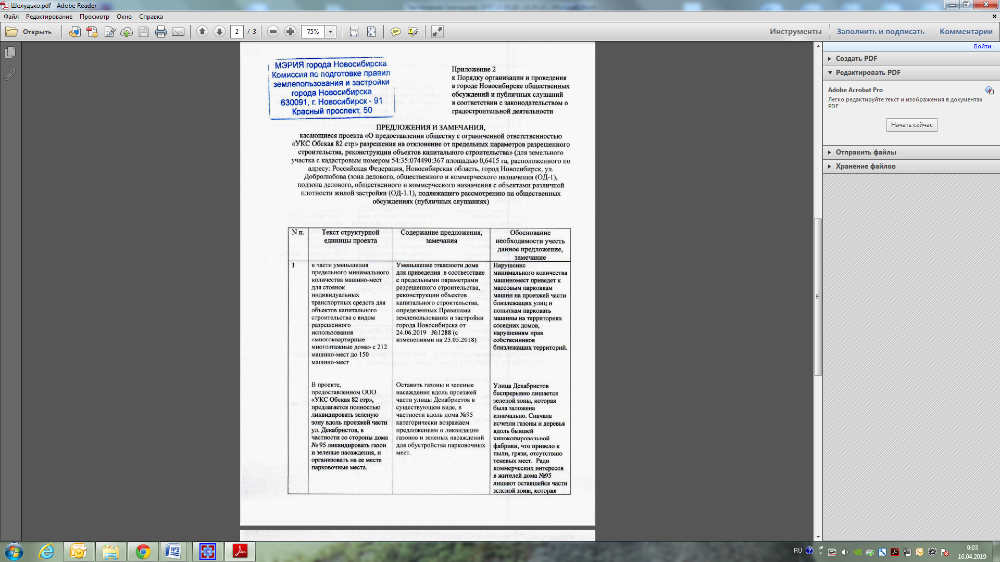 Шелудько.pdf - Adobe Reader
Файл Редактирование Просмотр Окно Справка
Открыть 2 / 3 75% Инструменты Заполнить и подписать Комментарии
Войти
Создать PDF
Редактировать PDF
Adobe Acrobat Pro
Легко редактируйте текст и изображения в документах
PDF
Начать сейчас
Отправить файлы
Хранение файлов
МЭРИЯ города Новосибирска
Комиссия по подготовке правил
землепользования и застройки
города Новосибирска
630091, г. Новосибирск - 91
Красный проспект, 50
Приложение 2
к Порядку организации и проведения
в городе Новосибирске общественных
обсуждений и публичных слушаний
в соответствии с законодательством о
градостроительной деятельности
ПРЕДЛОЖЕНИЯ И ЗАМЕЧАНИЯ,
касающиеся проекта «О предоставлении обществу с ограниченной ответственностью
«УКС Обская 82 стр» разрешения на отклонение от предельных параметров разрешенного
строительства, реконструкции объектов капитального строительства» (для земельного
участка с кадастровым номером 54:35:074490:367 площадью 0,6415 га, расположенного по
адресу: Российская Федерация, Новосибирская область, город Новосибирск, ул.
Добролюбова (зона делового, общественного и коммерческого назначения (ОД-1),
подзона делового, общественного и коммерческого назначения с объектами различной
плотности жилой застройки (ОД-1.1), подлежащего рассмотрению на общественных
обсуждениях (публичных слушаниях)
N п.
Текст структурной
единицы проекта
Содержание предложения,
замечания
Обоснование
необходимости учесть
данное предложение,
замечание
1
в части уменьшения
предельного минимального
количества машино-мест
для стоянок
индивидуальных
транспортных средств для
объектов капитального
строительства с видом
разрешенного
использования
«многоквартирные
многоэтажные дома» с 212
машино-мест до 150
машино-мест
Уменьшение этажности дома
для приведения в соответствие
с предельными параметрами
разрешенного строительства,
реконструкции объектов
капитального строительства,
определенных Правилами
землепользования и застройки
города Новосибирска от
24.06.2019 №1288 (с
изменениями на 23.05.2018)
Нарушение
минимального количества
машиномест приведет к
массовым парковкам
машин на проезжей части
близлежащих улиц и
попыткам парковать
машины на территориях
соседних домов,
нарушениям прав
собственников
близлежащих территорий.
В проекте,
предоставленном ООО
«УКС Обская 82 стр»,
предлагается полностью
ликвидировать зеленую
зону вдоль проезжей части
ул. Декабристов, в
частности со стороны дома
№ 95 ликвидировать газон
и зеленые насаждения, и
организовать на ее месте
парковочные места.
Оставить газоны и зеленые
насаждения вдоль проезжей
части улицы Декабристов в
существующем виде, в
частности вдоль дома №95
категорически возражаем
предложениям о ликвидации
газонов и зеленых насаждений
для обустройства парковочных
мест.
Улица Декабристов
беспрерывно лишается
зеленой зоны, которая
была заложена
изначально. Сначала
исчезли газоны и деревья
вдоль бывшей
кинокопировальной
фабрики, что привело к
пыли, грязи, отсутствию
теневых мест. Ради
коммерческих интересов
в жителей дома №95
лишают оставшейся части
зеленой зоны, которая
RU
9:03
16.04.2019